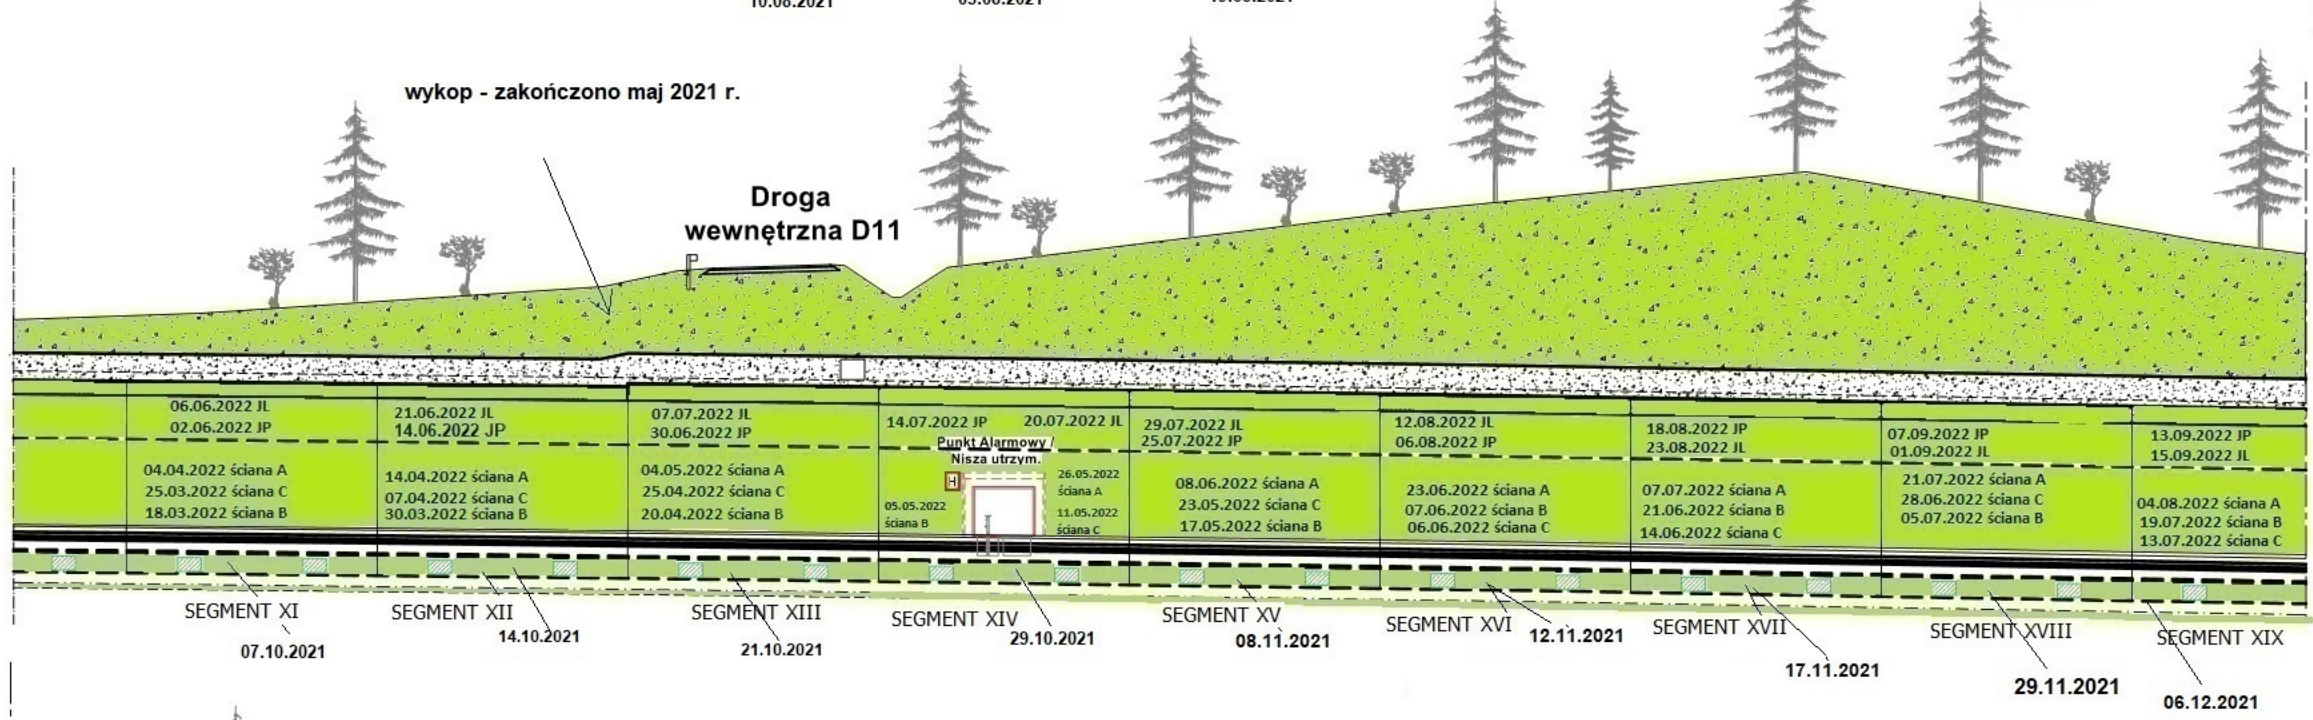 10.08.2021
wykop - zakończono maj 2021 r.
Droga
wewnętrzna D11
06.06.2022 JL
02.06.2022 JP
04.04.2022 ściana A
25.03.2022 ściana C
18.03.2022 ściana B
21.06.2022 JL
14.06.2022 JP
14.04.2022 ściana A
07.04.2022 ściana C
30.03.2022 ściana B
07.07.2022 JL
30.06.2022 JP
04.05.2022 ściana A
25.04.2022 ściana C
20.04.2022 ściana B
14.07.2022 JP
20.07.2022 JL
Punkt Alarmowy /
Nisza utrzym.
H
05.05.2022
ściana B
26.05.2022
ściana A
11.05.2022
ściana C
29.07.2022 JL
25.07.2022 JP
08.06.2022 ściana A
23.05.2022 ściana C
17.05.2022 ściana B
12.08.2022 JL
06.08.2022 JP
23.06.2022 ściana A
07.06.2022 ściana B
06.06.2022 ściana C
18.08.2022 JP
23.08.2022 JL
07.07.2022 ściana A
21.06.2022 ściana B
14.06.2022 ściana C
07.09.2022 JP
01.09.2022 JL
21.07.2022 ściana A
28.06.2022 ściana C
05.07.2022 ściana B
13.09.2022 JP
15.09.2022 JL
04.08.2022 ściana A
19.07.2022 ściana B
13.07.2022 ściana C
SEGMENT XI
07.10.2021
SEGMENT XII
14.10.2021
SEGMENT XIII
21.10.2021
SEGMENT XIV
29.10.2021
SEGMENT XV
08.11.2021
SEGMENT XVI
12.11.2021
SEGMENT XVII
17.11.2021
SEGMENT XVIII
29.11.2021
SEGMENT XIX
06.12.2021